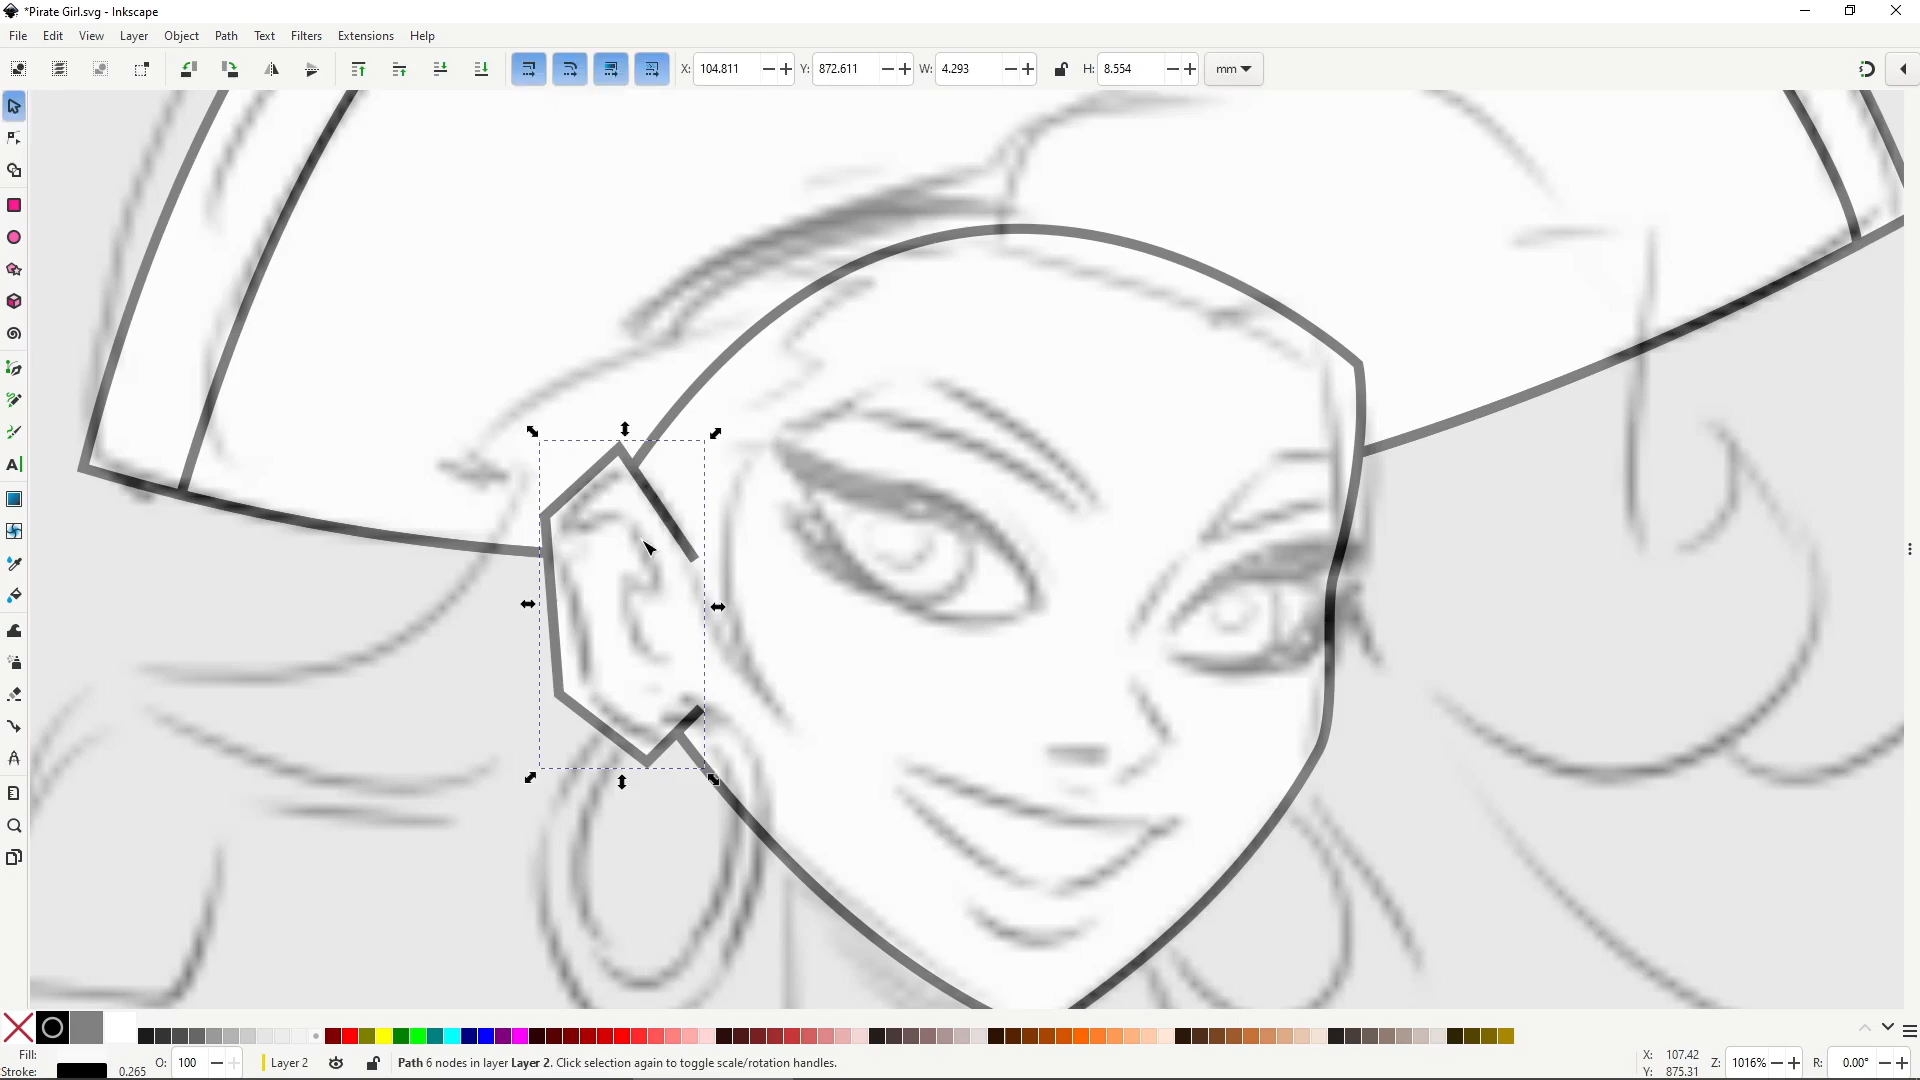 *Pirate Girl.svg - Inkscape
File Edit View Layer Object Path Text Filters Extensions Help
X: 104.811 Y: 872.611 W: 4.293 H: 8.554 mm
Fill: O: 100 Layer 2 Path 6 nodes in layer Layer 2. Click selection again to toggle scale/rotation handles. X: 107.42 Z: 1016% R: 0.00°
Stroke: 0.265 Y: 875.31